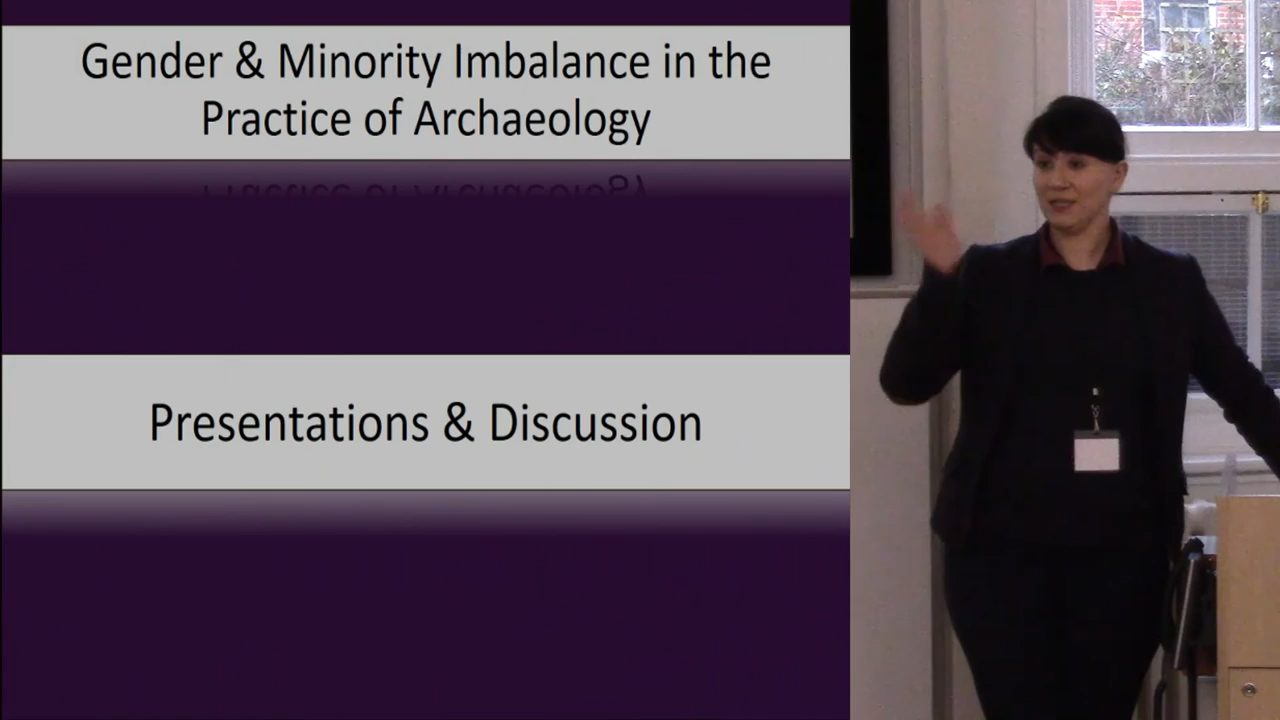 Gender & Minority Imbalance in the
Practice of Archaeology
Presentations & Discussion